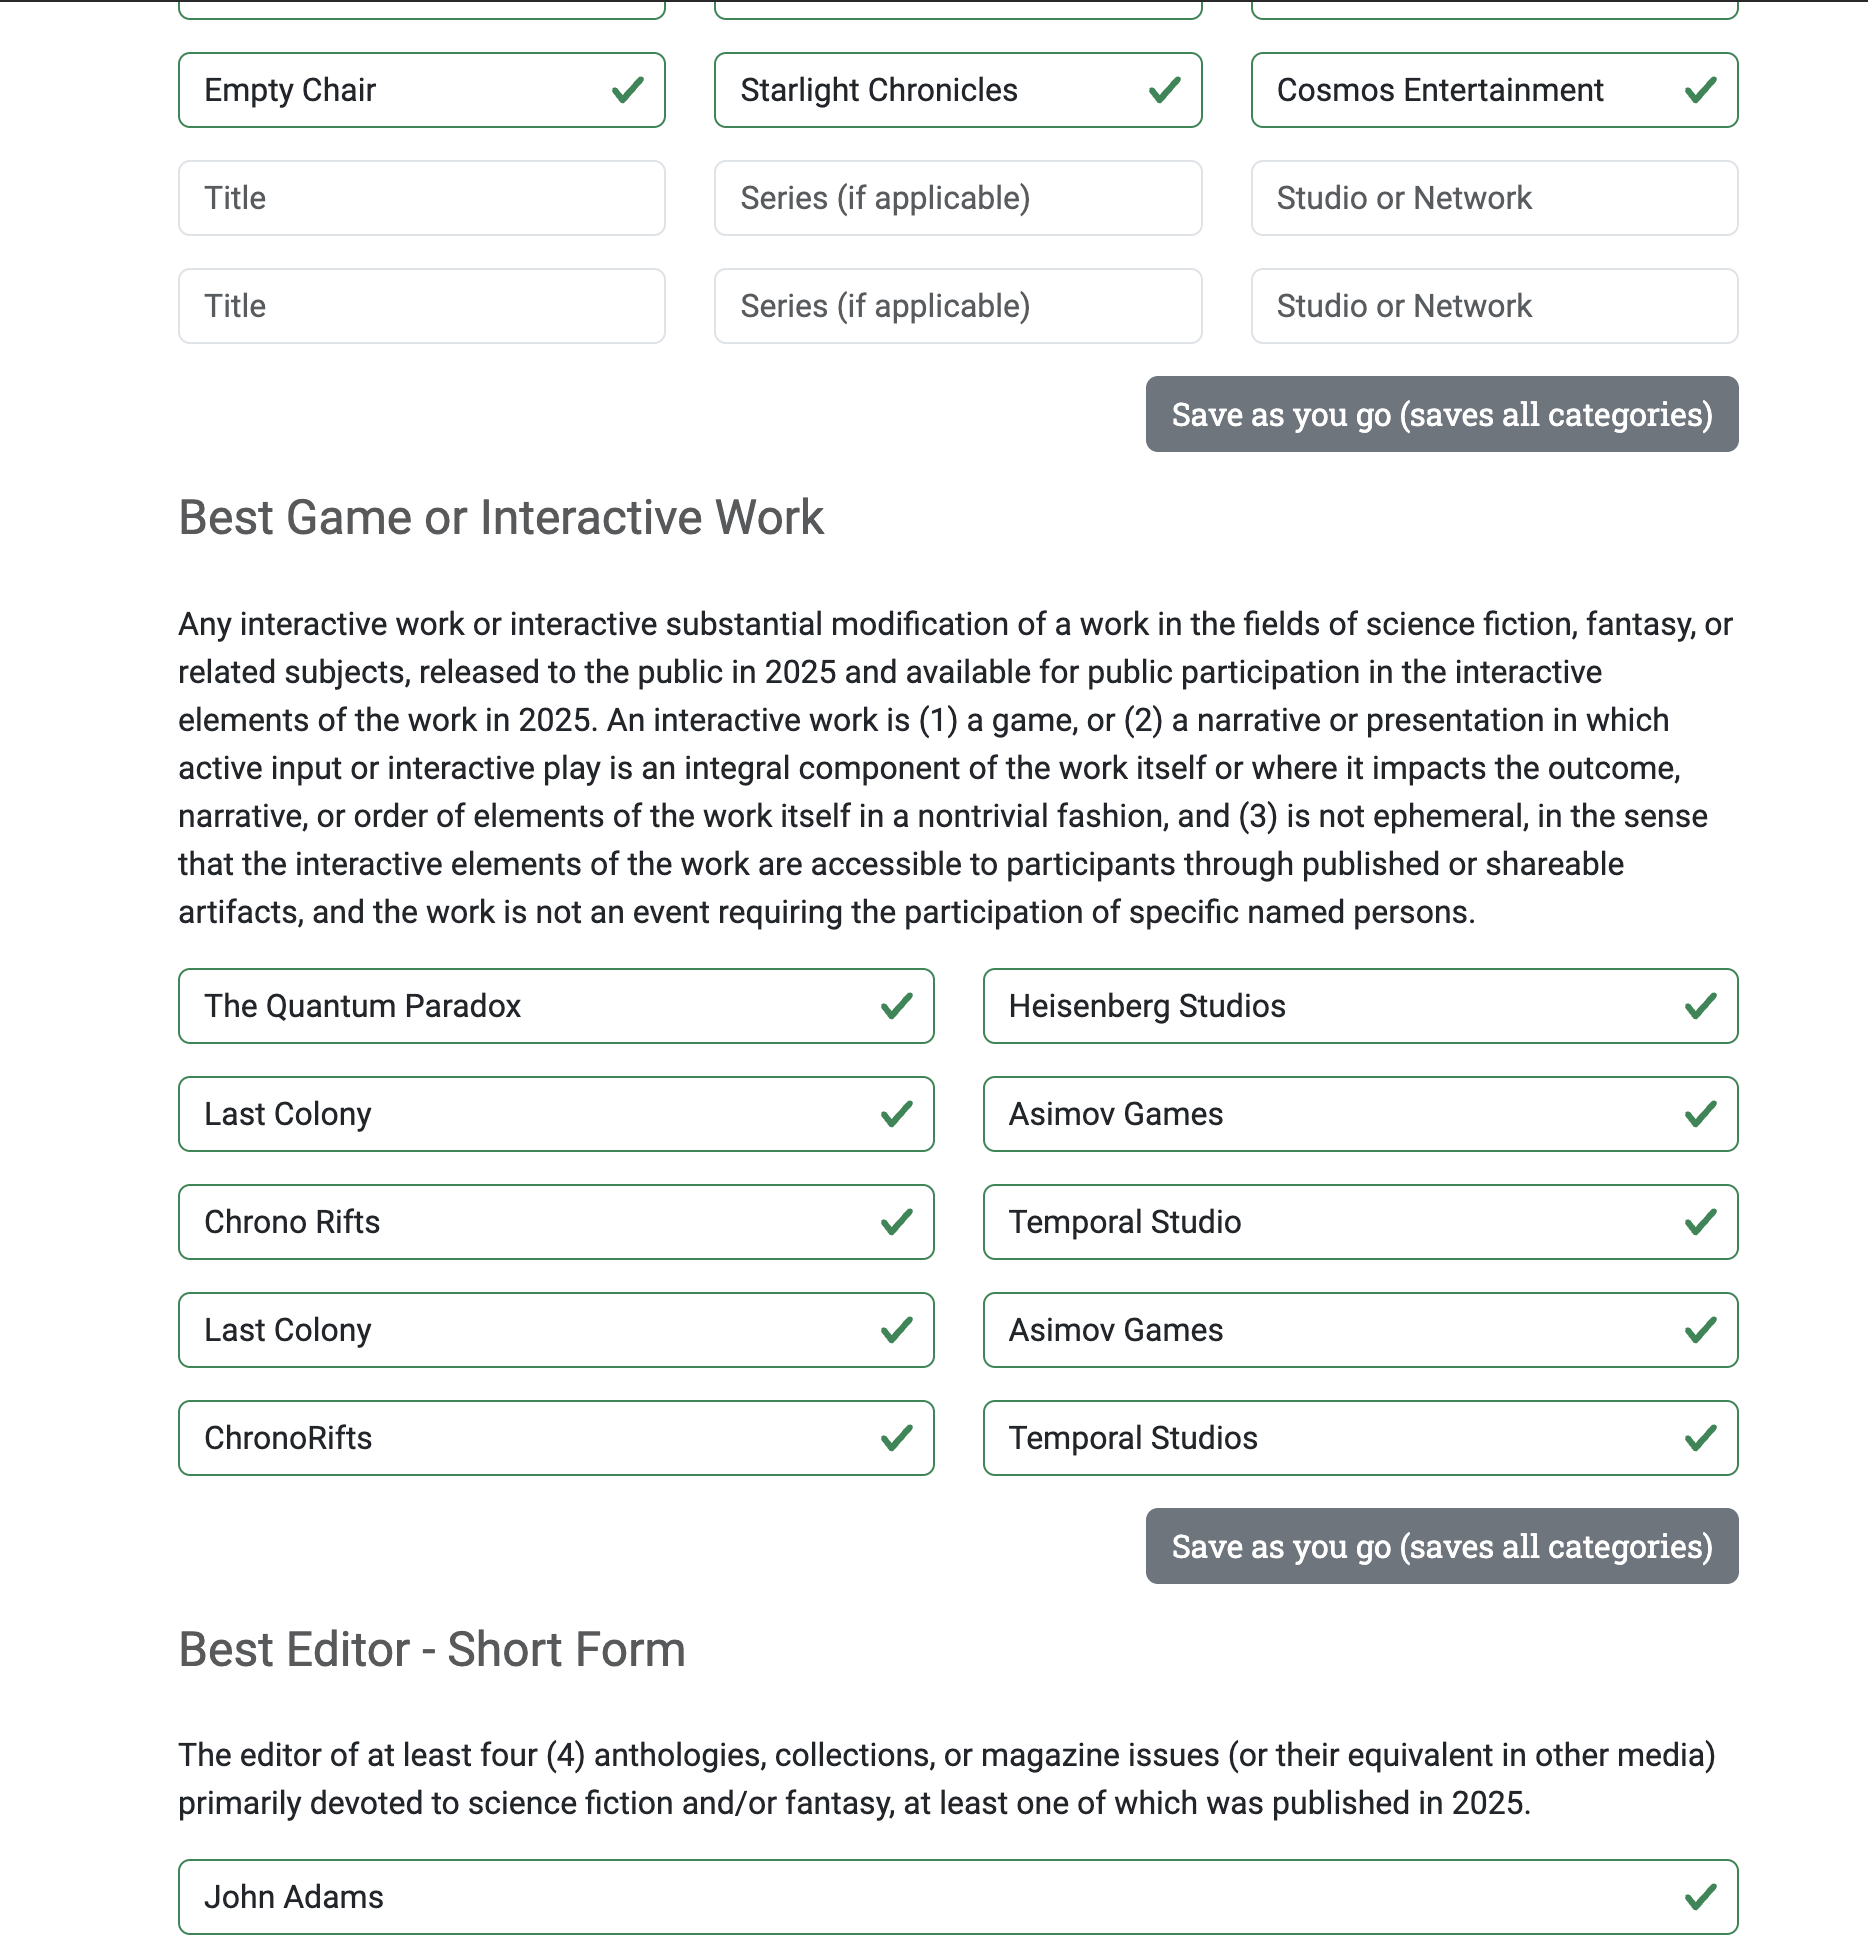 Empty Chair
Starlight Chronicles
Cosmos Entertainment
Title
Series (if applicable)
Studio or Network
Title
Series (if applicable)
Studio or Network
Save as you go (saves all categories)
Best Game or Interactive Work
Any interactive work or interactive substantial modification of a work in the fields of science fiction, fantasy, or
related subjects, released to the public in 2025 and available for public participation in the interactive
elements of the work in 2025. An interactive work is (1) a game, or (2) a narrative or presentation in which
active input or interactive play is an integral component of the work itself or where it impacts the outcome,
narrative, or order of elements of the work itself in a nontrivial fashion, and (3) is not ephemeral, in the sense
that the interactive elements of the work are accessible to participants through published or shareable
artifacts, and the work is not an event requiring the participation of specific named persons.
The Quantum Paradox
Heisenberg Studios
Last Colony
Asimov Games
Chrono Rifts
Temporal Studio
Last Colony
Asimov Games
ChronoRifts
Temporal Studios
Save as you go (saves all categories)
Best Editor - Short Form
The editor of at least four (4) anthologies, collections, or magazine issues (or their equivalent in other media)
primarily devoted to science fiction and/or fantasy, at least one of which was published in 2025.
John Adams